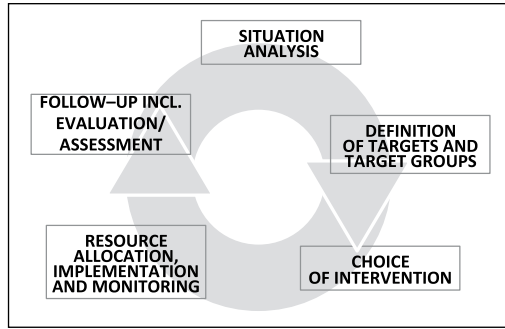 SITUATION
ANALYSIS
DEFINITION
OF TARGETS AND
TARGET GROUPS
CHOICE
OF INTERVENTION
RESOURCE
ALLOCATION,
IMPLEMENTATION
AND MONITORING
FOLLOW–UP INCL.
EVALUATION/
ASSESSMENT